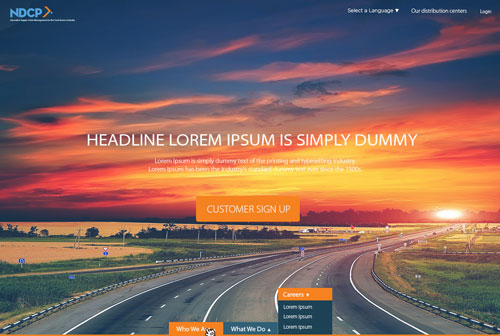 NDCP
Select a Language ▼
Our distribution centers
Login
HEADLINE LOREM IPSUM IS SIMPLY DUMMY
Lorem Ipsum is simply dummy text of the printing and typesetting industry.
Lorem Ipsum has been the industry's standard dummy text ever since the 1500s.
CUSTOMER SIGN UP
Careers
Lorem Ipsum
Lorem Ipsum
Lorem Ipsum
Who We
What We Do ▲